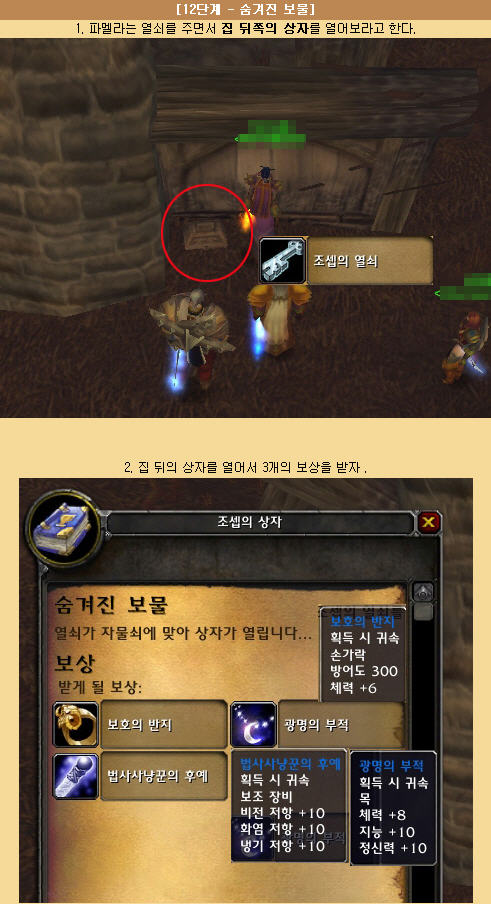 [12단계 - 숨겨진 보물]
1. 파멜라는 열쇠를 주면서 집 뒤쪽의 상자를 열어보라고 한다.
조셉의 열쇠
2. 집 뒤의 상자를 열어서 3개의 보상을 받자.
조셉의 상자
숨겨진 보물
열쇠가 자물쇠에 맞아 상자가 열립니다...
보상
받게 될 보상:
보호의 반지
획득 시 귀속
손가락
방어도 300
체력 +6
보호의 반지
광명의 부적
법사사냥꾼의 후예
법사사냥꾼의 후예
획득 시 귀속
보조 장비
비전 저항 +10
화염 저항 +10
냉기 저항 +10
광명의 부적
획득 시 귀속
목
체력 +8
지능 +10
정신력 +10